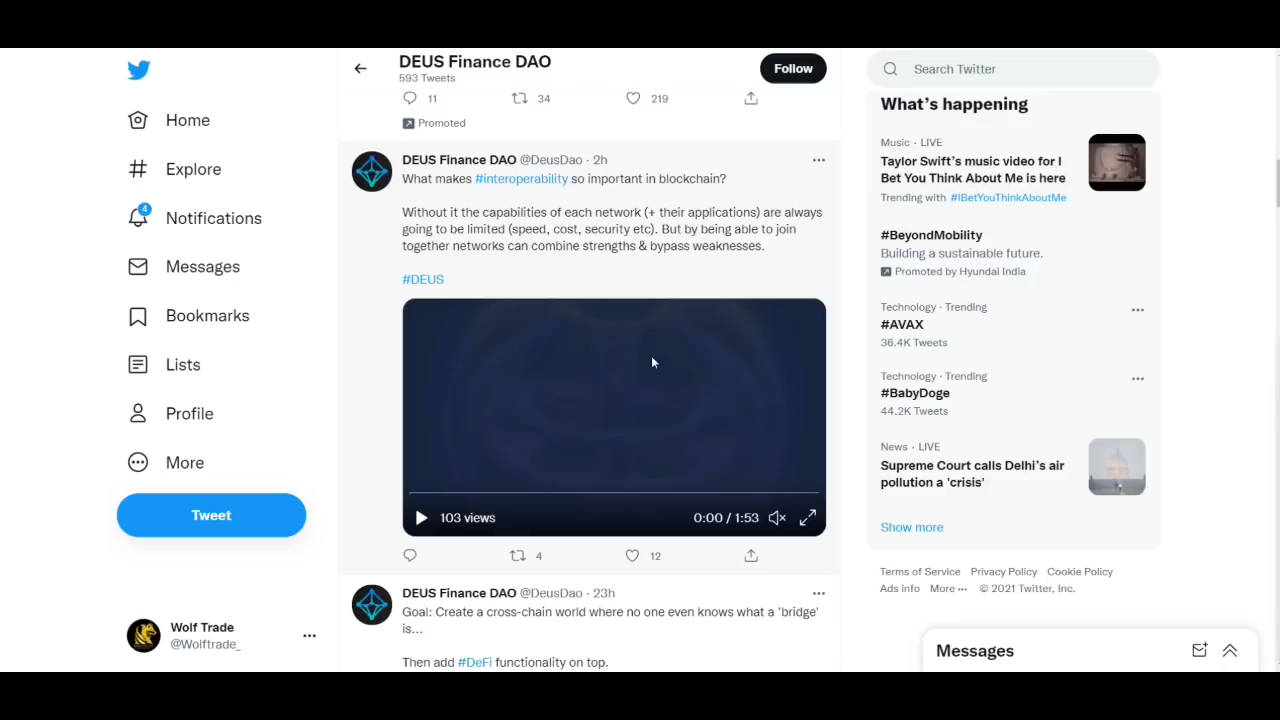 Home
Explore
4
Notifications
Messages
Bookmarks
Lists
Profile
More
Tweet
Wolf Trade
@Wolftrade_
DEUS Finance DAO
593 Tweets
Follow
11 34 219
Promoted
DEUS Finance DAO @DeusDao · 2h
What makes #interoperability so important in blockchain?
Without it the capabilities of each network (+ their applications) are always
going to be limited (speed, cost, security etc). But by being able to join
together networks can combine strengths & bypass weaknesses.
#DEUS
103 views 0:00 / 1:53
4 12
DEUS Finance DAO @DeusDao · 23h
Goal: Create a cross-chain world where no one even knows what a 'bridge'
is...
Then add #DeFi functionality on top.
Search Twitter
What's happening
Music · LIVE
Taylor Swift's music video for I
Bet You Think About Me is here
Trending with #IBetYouThinkAboutMe
#BeyondMobility
Building a sustainable future.
Promoted by Hyundai India
Technology · Trending
#AVAX
36.4K Tweets
Technology · Trending
#BabyDoge
44.2K Tweets
News · LIVE
Supreme Court calls Delhi's air
pollution a 'crisis'
Show more
Terms of Service Privacy Policy Cookie Policy
Ads info More ··· © 2021 Twitter, Inc.
Messages